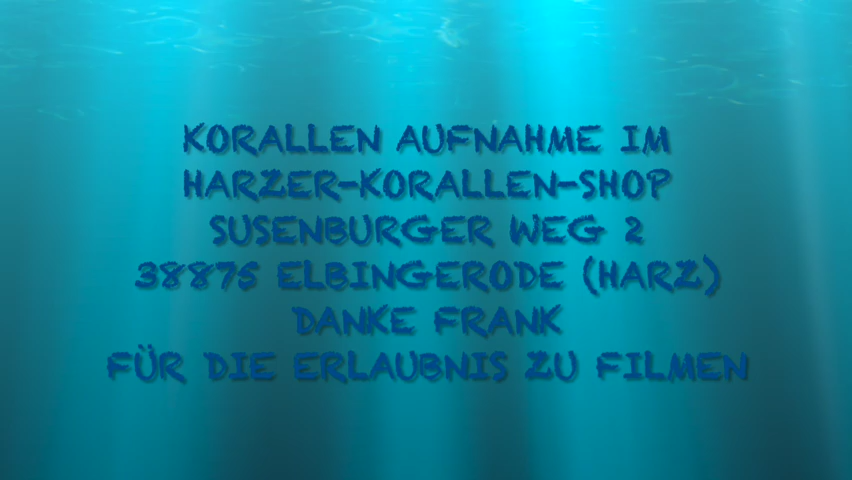 KORALLEN AUFNAHME IM
HARZER-KORALLEN-SHOP
SUSENBURGER WEG 2
38875 ELBINGERODE (HARZ)
DANKE FRANK
FÜR DIE ERLAUBNIS ZU FILMEN